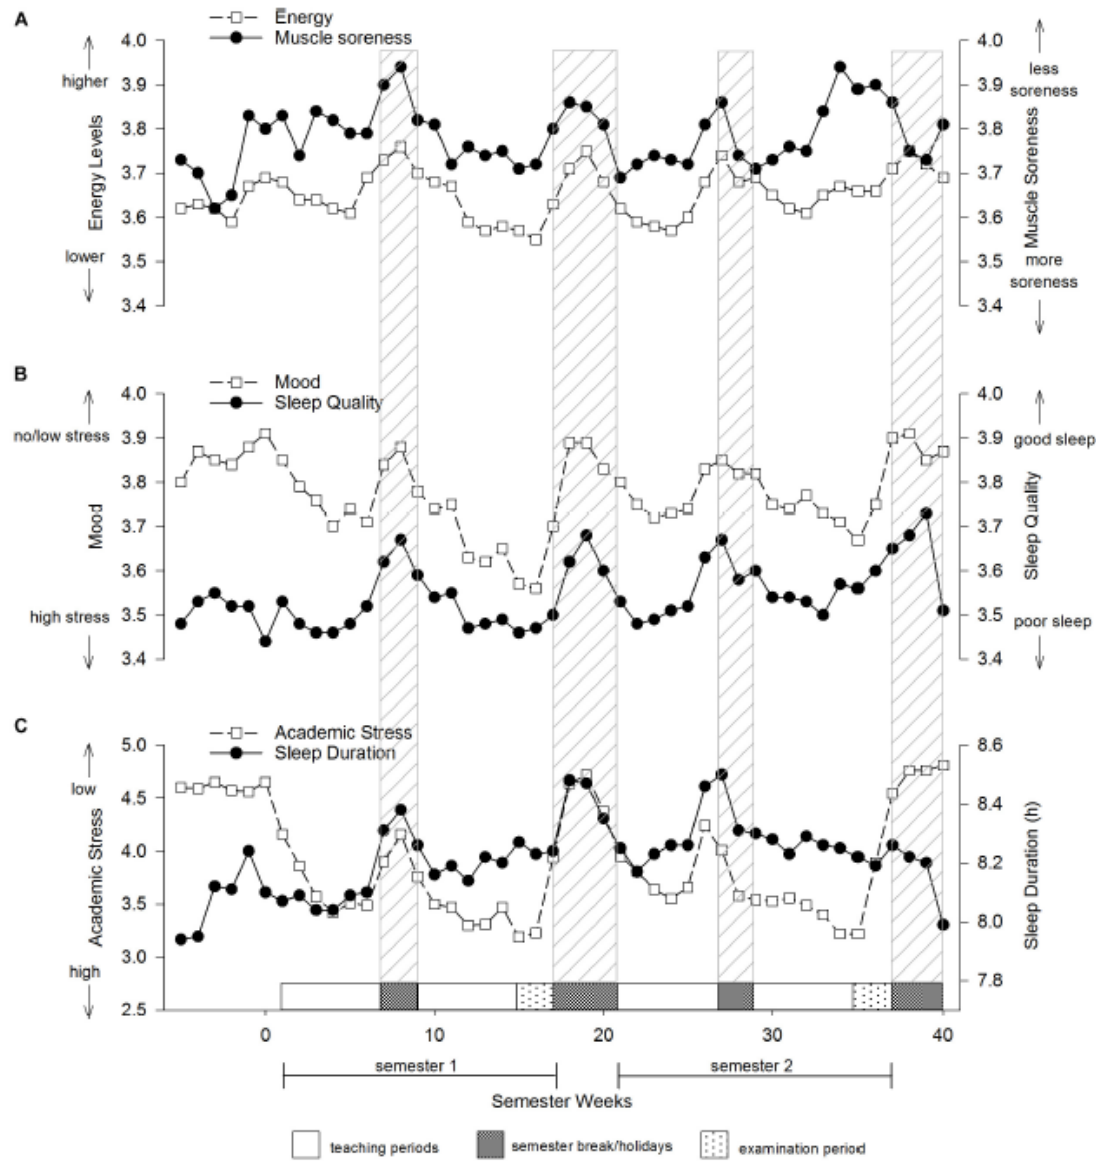 A
Energy
Muscle soreness
higher
Energy Levels
lower
4.0
3.9
3.8
3.7
3.6
3.5
3.4
4.0
3.9
3.8
3.7
3.6
3.5
3.4
less
soreness
Muscle Soreness
more
soreness
B
Mood
Sleep Quality
no/low stress
Mood
high stress
4.0
3.9
3.8
3.7
3.6
3.5
3.4
4.0
3.9
3.8
3.7
3.6
3.5
3.4
good sleep
Sleep Quality
poor sleep
C
Academic Stress
Sleep Duration
low
Academic Stress
high
5.0
4.5
4.0
3.5
3.0
2.5
8.6
8.4
8.2
8.0
7.8
Sleep Duration (h)
0 10 20 30 40
semester 1 semester 2
Semester Weeks
teaching periods semester break/holidays examination period